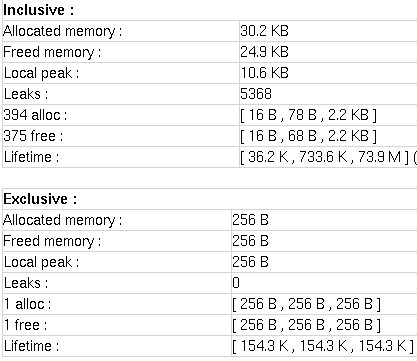 Inclusive :
Allocated memory : 30.2 KB
Freed memory : 24.9 KB
Local peak : 10.6 KB
Leaks : 5368
394 alloc : [ 16 B , 78 B , 2.2 KB ]
375 free : [ 16 B , 68 B , 2.2 KB ]
Lifetime : [ 36.2 K , 733.6 K , 73.9 M ] (
Exclusive :
Allocated memory : 256 B
Freed memory : 256 B
Local peak : 256 B
Leaks : 0
1 alloc : [ 256 B , 256 B , 256 B ]
1 free : [ 256 B , 256 B , 256 B ]
Lifetime : [ 154.3 K , 154.3 K , 154.3 K ]